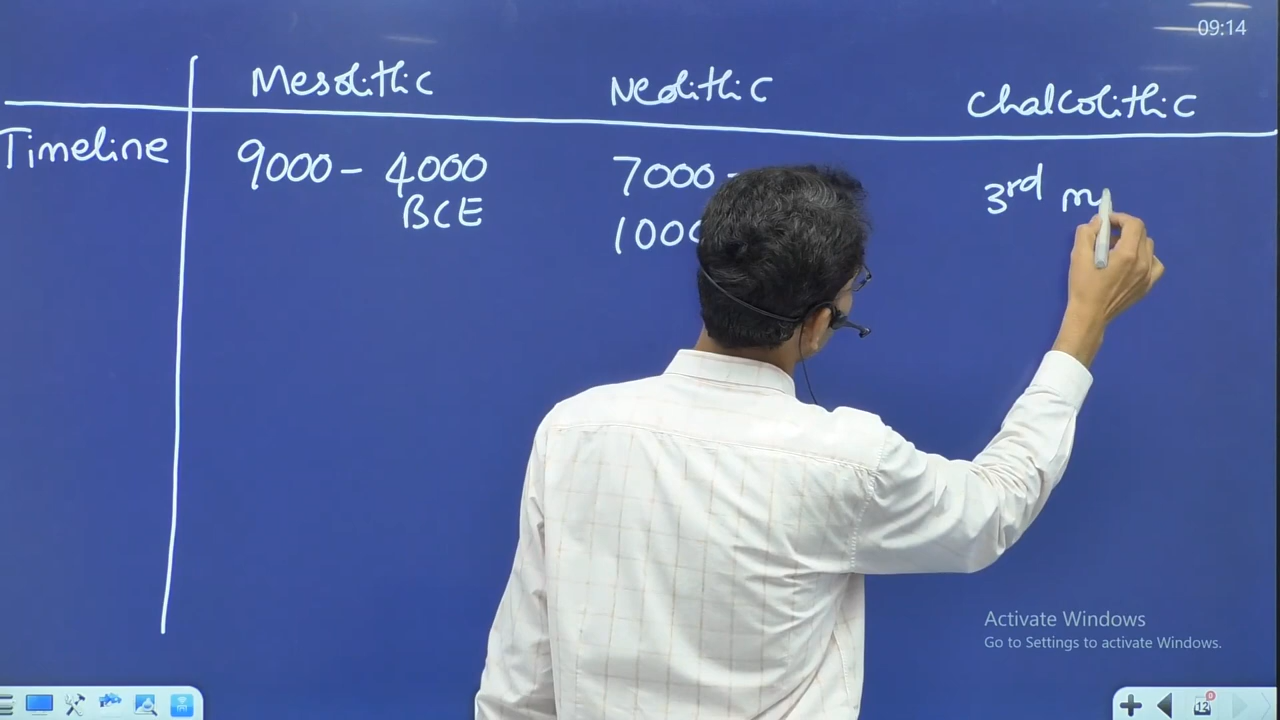 09:14
Mesolithic Neolithic Chalcolithic
Timeline 9000 - 4000 7000 - 3rd
BCE
Activate Windows
Go to Settings to activate Windows.
12